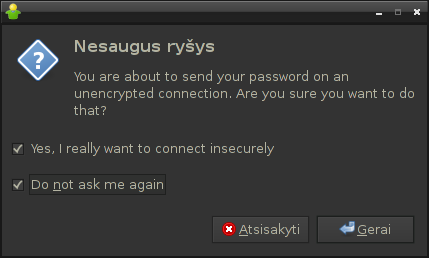 Nesaugus ryšys
You are about to send your password on an
unencrypted connection. Are you sure you want to do
that?
Yes, I really want to connect insecurely
Do not ask me again
Atsisakyti
Gerai